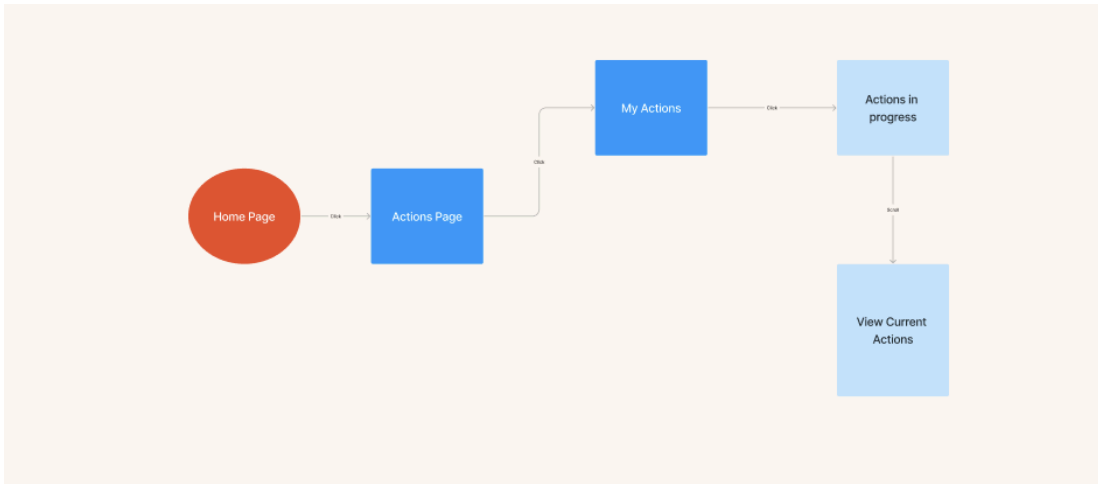 Home Page
Click
Actions Page
Click
My Actions
Click
Actions in
progress
Scroll
View Current
Actions